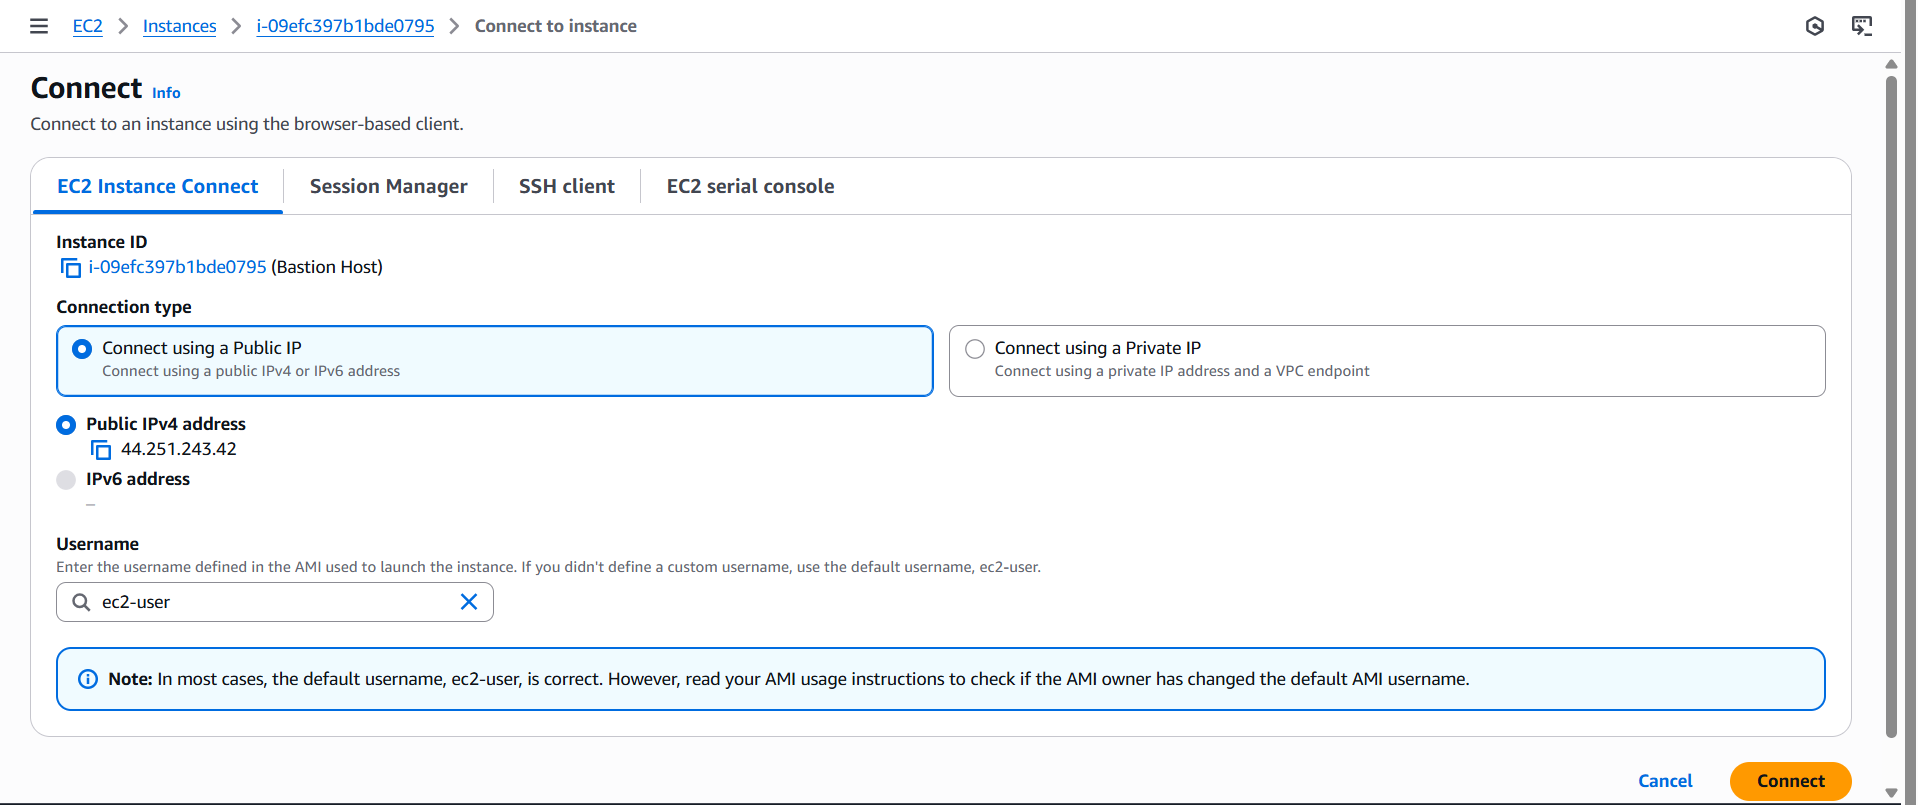 EC2 > Instances > i-09efc397b1bde0795 > Connect to instance
Connect Info
Connect to an instance using the browser-based client.
EC2 Instance Connect
Session Manager
SSH client
EC2 serial console
Instance ID
i-09efc397b1bde0795 (Bastion Host)
Connection type
Connect using a Public IP
Connect using a public IPv4 or IPv6 address
Connect using a Private IP
Connect using a private IP address and a VPC endpoint
Public IPv4 address
44.251.243.42
IPv6 address
–
Username
Enter the username defined in the AMI used to launch the instance. If you didn't define a custom username, use the default username, ec2-user.
ec2-user
Note: In most cases, the default username, ec2-user, is correct. However, read your AMI usage instructions to check if the AMI owner has changed the default AMI username.
Cancel
Connect